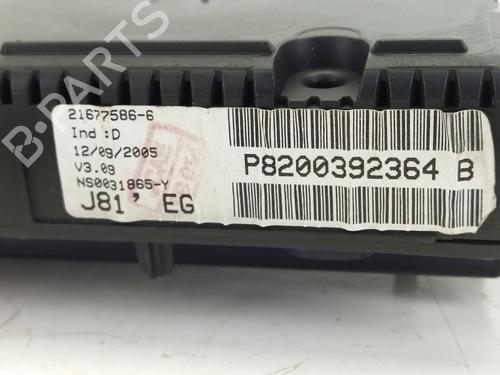 21677586-6
Ind :D
12/09/2005
V3.09
NS0031865-Y
J81' EG
P8200392364 B
B-PARTS